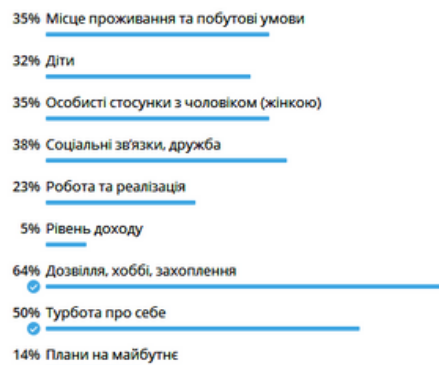 35% Місце проживання та побутові умови
32% Діти
35% Особисті стосунки з чоловіком (жінкою)
38% Соціальні зв'язки, дружба
23% Робота та реалізація
5% Рівень доходу
64% Дозвілля, хоббі, захоплення
50% Турбота про себе
14% Плани на майбутнє